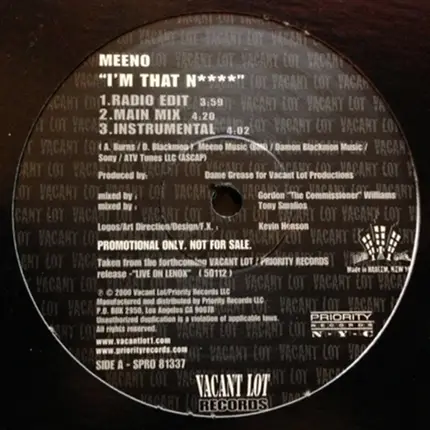 MEENO
"I'M THAT N****"
1.RADIO EDIT 3:59
2.MAIN MIX 4:20
3.INSTRUMENTAL 4:02
( A. Burns / D. Blackmon ) Meeno Music (BMI) / Damon Blackmon Music /
Sony / ATV Tunes LLC (ASCAP)
Produced by: Dame Grease for Vacant Lot Productions
mixed by : Gordon "The Commissioner" Williams
mixed by : Tony Smalios
Logos/Art Direction/Design/F.X. : Kevin Henson
PROMOTIONAL ONLY. NOT FOR SALE.
Taken from the forthcoming VACANT LOT / PRIORITY RECORDS
release -"LIVE ON LENOX" ( 50112 )
Made in HARLEM, NEW YORK
℗ © 2000 Vacant Lot/Priority Records LLC
Manufactured and distributed by Priority Records LLC
P.O. BOX 2950, Los Angeles CA 90078
Unauthorized duplication is a violation of applicable laws.
All rights reserved.
www.vacantlot1.com
www.priorityrecords.com
SIDE A - SPRO 81337
PRIORITY
RECORDS
N·Y·C
VACANT LOT
RECORDS